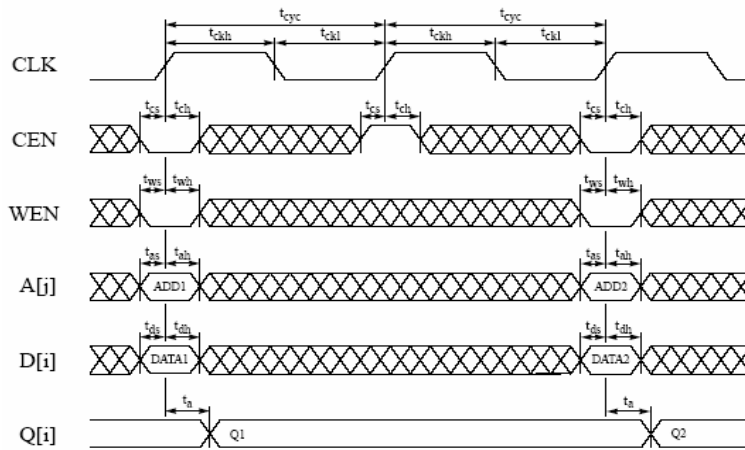 tcyc tcyc
tckh tckl tckh tckl
CLK
tcs tch tcs tch tcs tch
CEN
tws twh tws twh
WEN
tas tah tas tah
A[j] ADD1 ADD2
tds tdh tds tdh
D[i] DATA1 DATA2
ta ta
Q[i] Q1 Q2